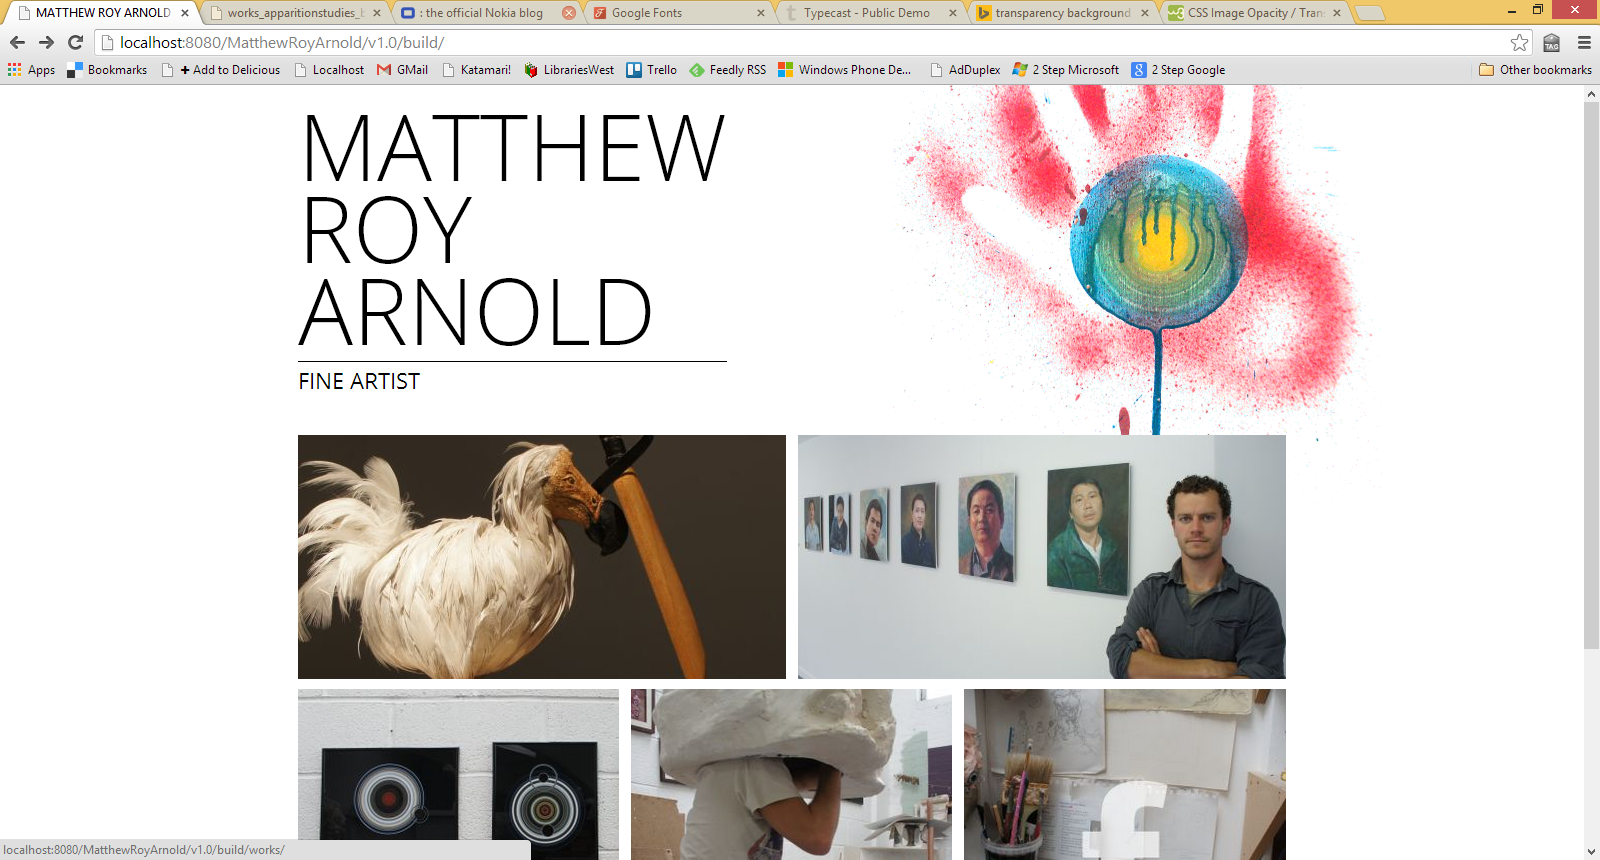 MATTHEW ROY ARNOLD
works_apparitionstudies_b
: the official Nokia blog
Google Fonts
Typecast - Public Demo
transparency background
CSS Image Opacity / Trans
localhost:8080/MatthewRoyArnold/v1.0/build/
TAG
Apps
Bookmarks
+ Add to Delicious
Localhost
GMail
Katamari!
LibrariesWest
Trello
Feedly RSS
Windows Phone De...
AdDuplex
2 Step Microsoft
2 Step Google
Other bookmarks
MATTHEW
ROY
ARNOLD
FINE ARTIST
f
localhost:8080/MatthewRoyArnold/v1.0/build/works/